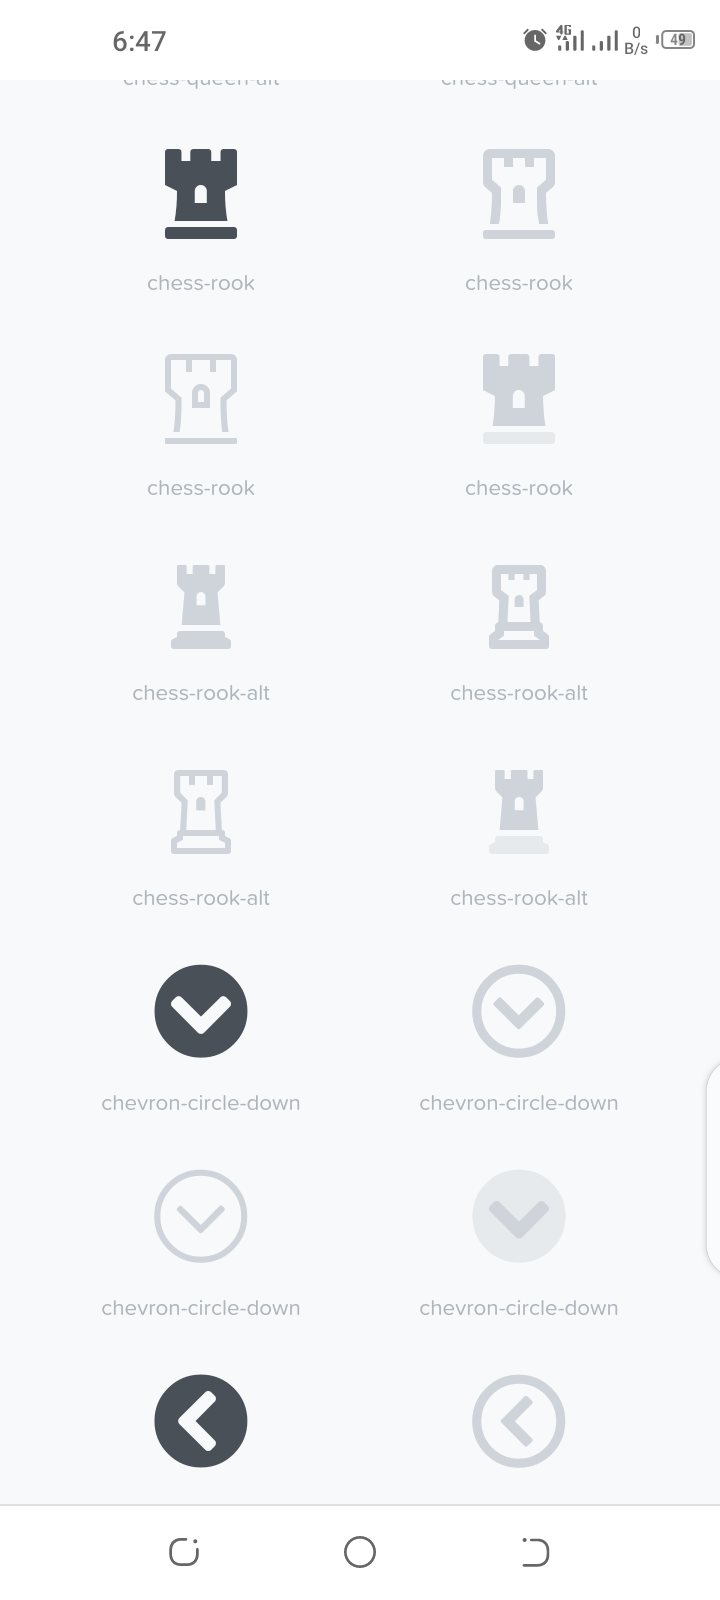 6:47
4G
0
B/s
49
chess-queen-alt chess-queen-alt
chess-rook chess-rook
chess-rook chess-rook
chess-rook-alt chess-rook-alt
chess-rook-alt chess-rook-alt
chevron-circle-down chevron-circle-down
chevron-circle-down chevron-circle-down